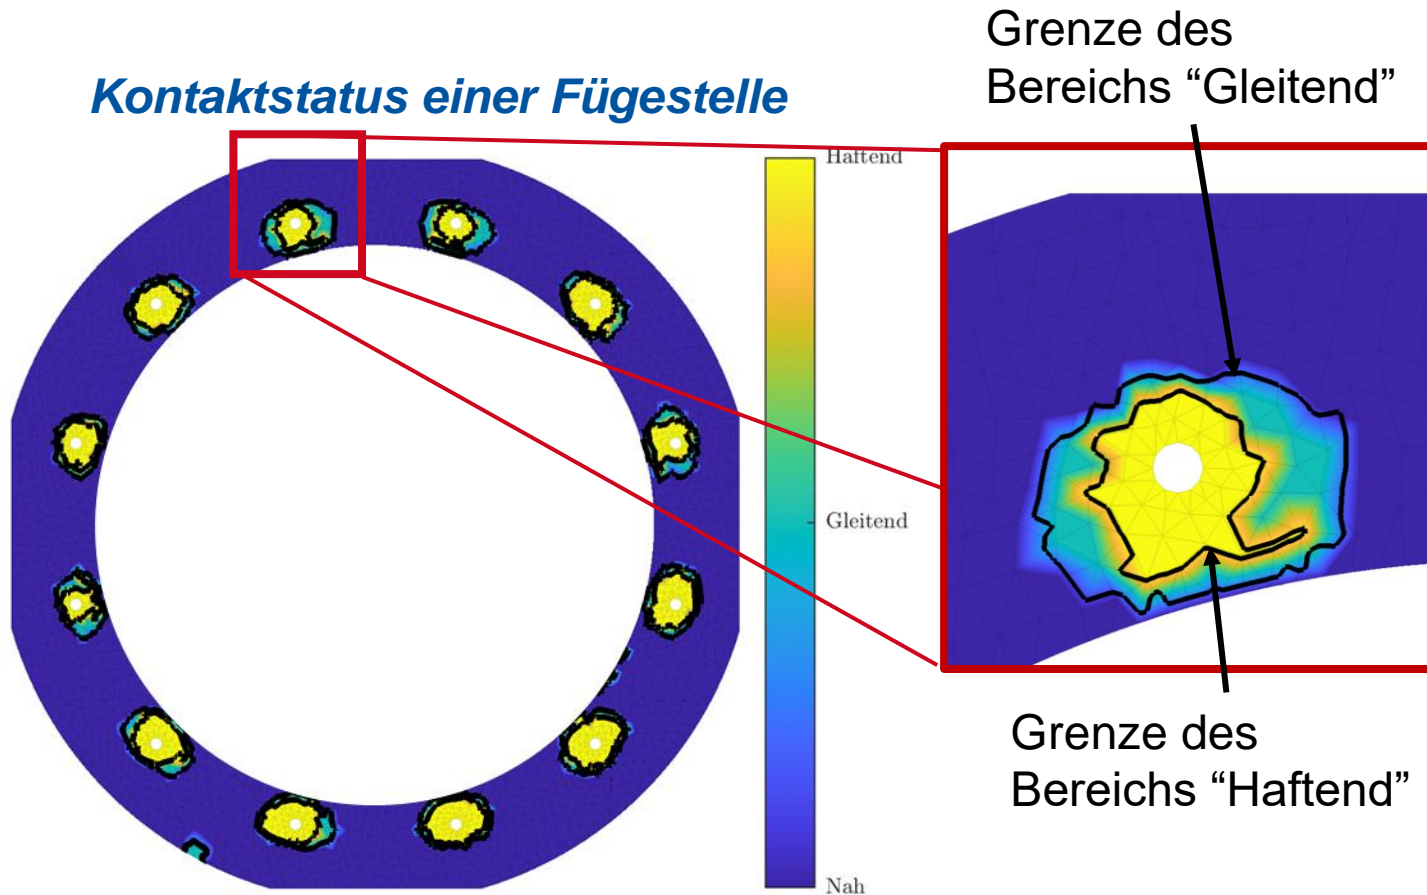 Kontaktstatus einer Fügestelle
Haftend
Gleitend
Nah
Grenze des
Bereichs “Gleitend”
Grenze des
Bereichs “Haftend”